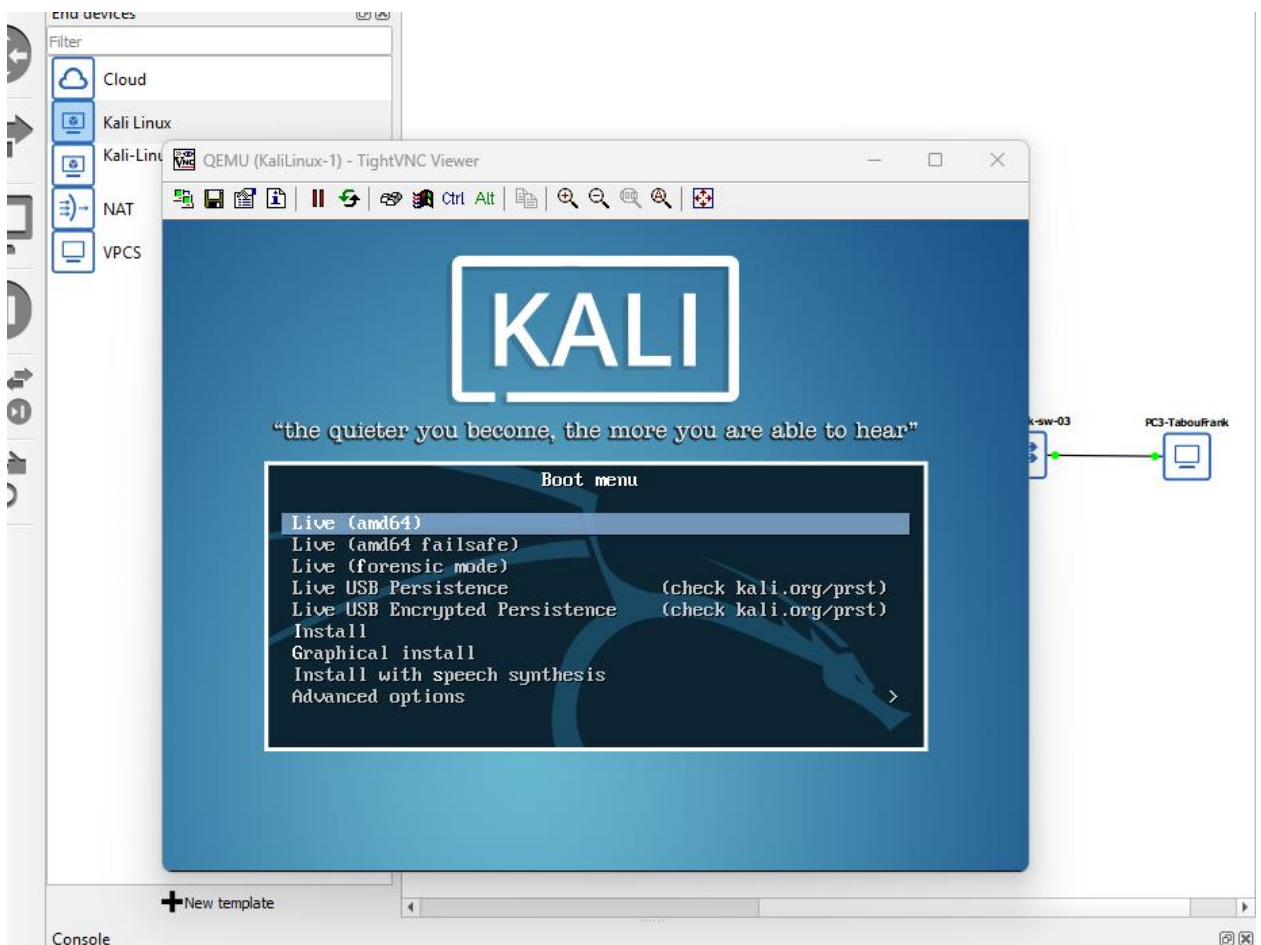 End devices
Filter
Cloud
Kali Linux
Kali-Linu
NAT
VPCS
QEMU (KaliLinux-1) - TightVNC Viewer
Ctrl Alt
KALI
“the quieter you become, the more you are able to hear”
Boot menu
Live (amd64)
Live (amd64 failsafe)
Live (forensic mode)
Live USB Persistence (check kali.org/prst)
Live USB Encrypted Persistence (check kali.org/prst)
Install
Graphical install
Install with speech synthesis
Advanced options >
k-sw-03
PC3-TabouFrank
New template
Console